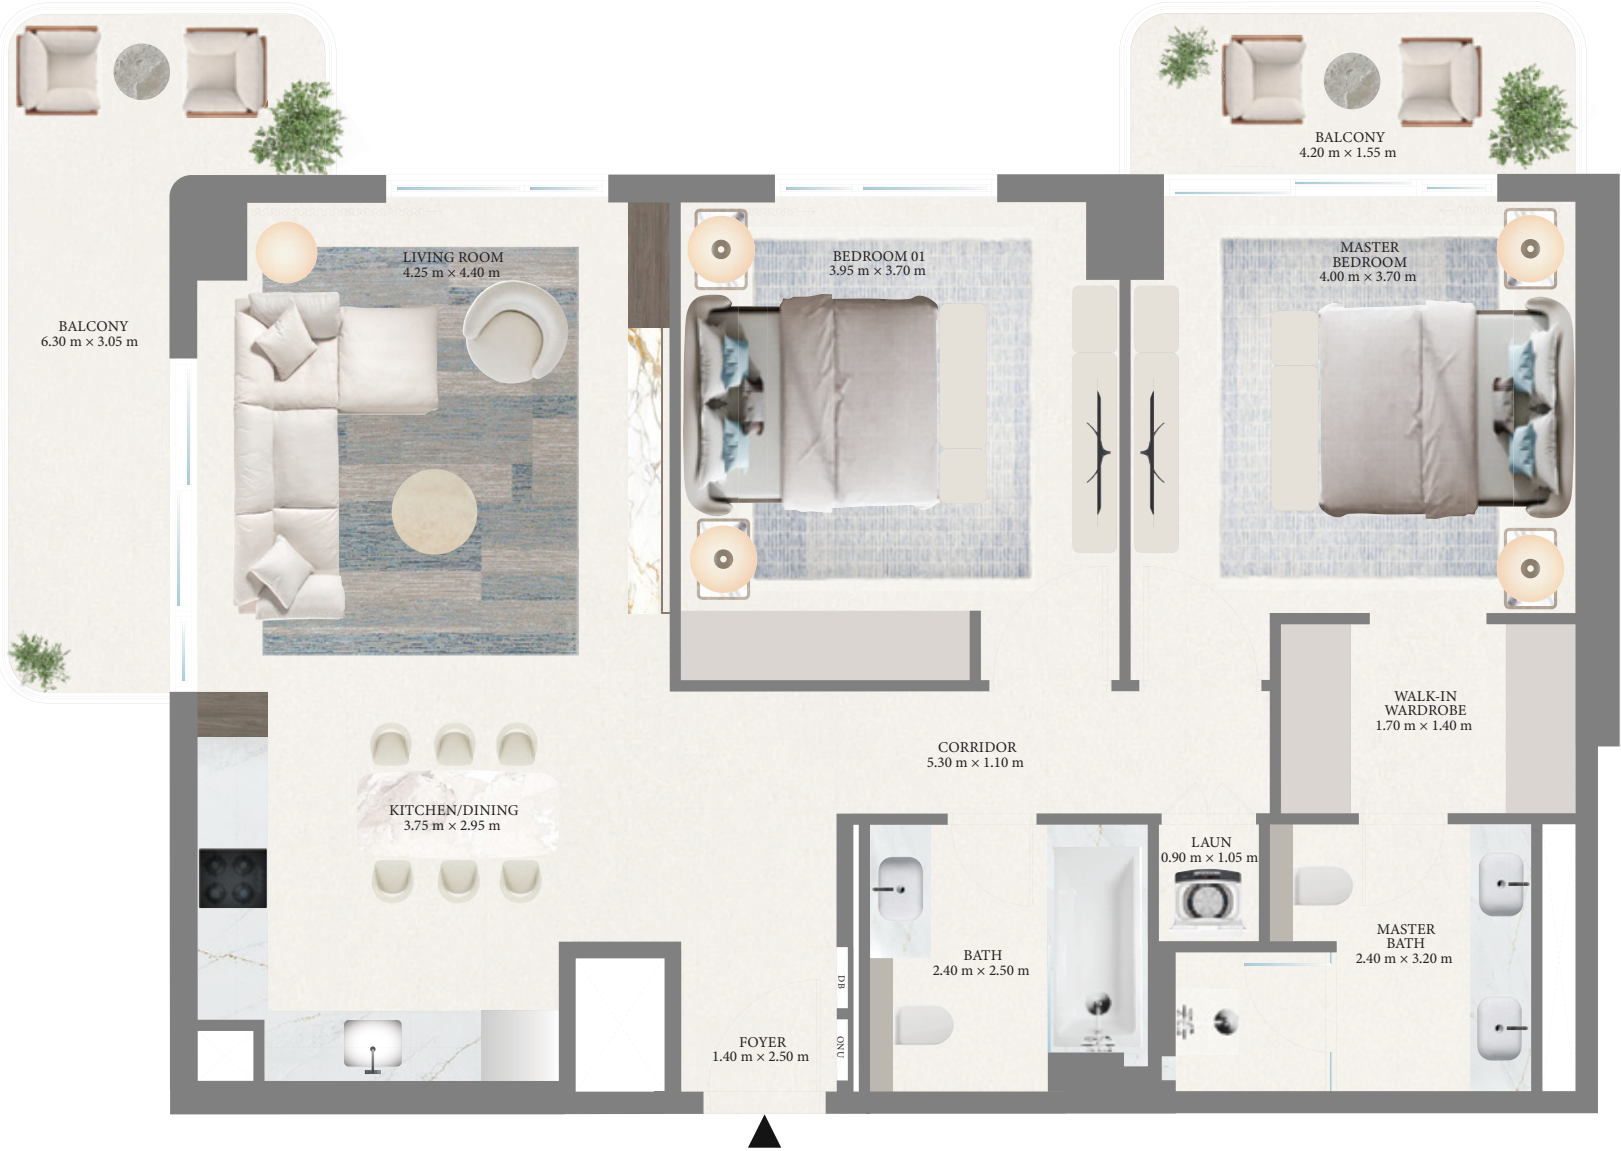 BALCONY
4.20 m × 1.55 m
LIVING ROOM
4.25 m × 4.40 m
BEDROOM 01
3.95 m × 3.70 m
MASTER
BEDROOM
4.00 m × 3.70 m
BALCONY
6.30 m × 3.05 m
WALK-IN
WARDROBE
1.70 m × 1.40 m
CORRIDOR
5.30 m × 1.10 m
KITCHEN/DINING
3.75 m × 2.95 m
LAUN
0.90 m × 1.05 m
BATH
2.40 m × 2.50 m
MASTER
BATH
2.40 m × 3.20 m
DB
ONU
FOYER
1.40 m × 2.50 m